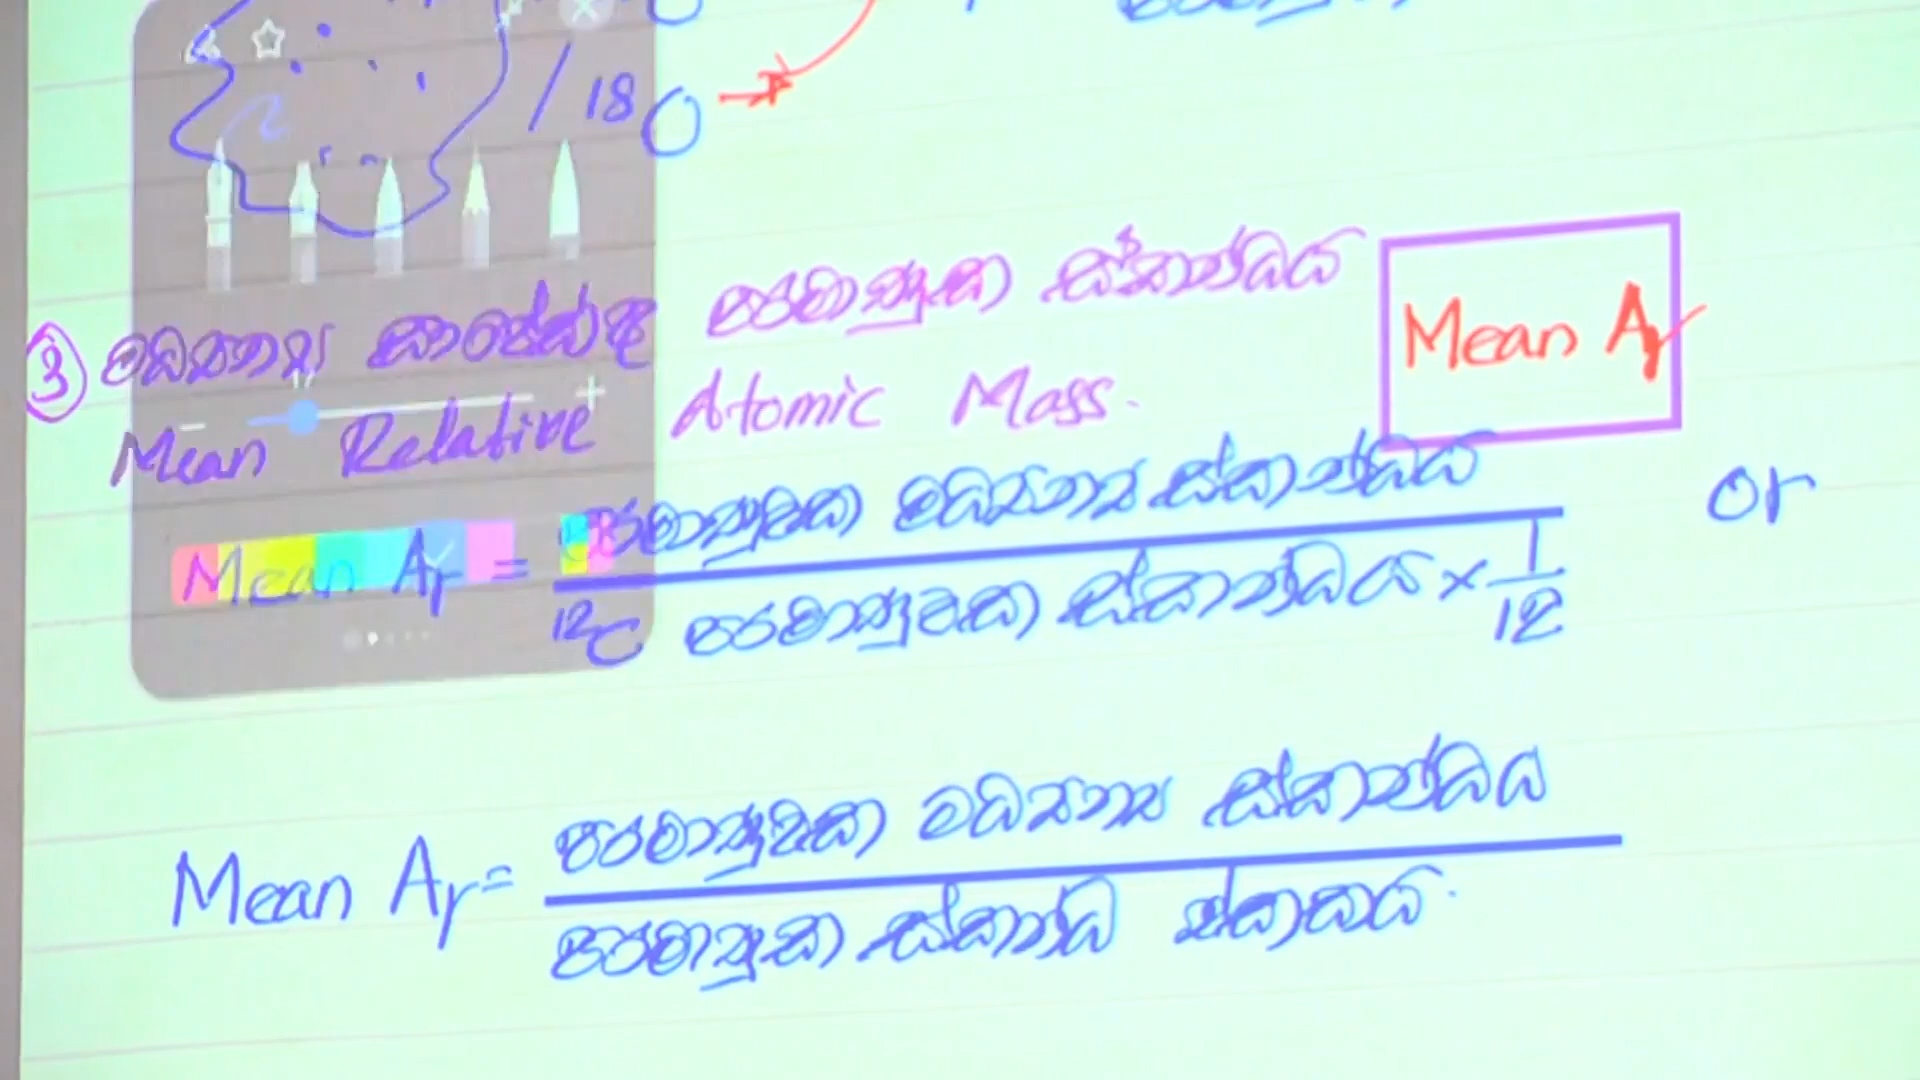 / 18 O
③ මධ්‍යන්‍ය සාපේක්ෂ පරමාණුක ස්කන්ධය
Mean Relative Atomic Mass.
Mean Ar
Mean Ar = පරමාණුවක මධ්‍යන්‍ය ස්කන්ධය / 12C පරමාණුවක ස්කන්ධය × 1/12 or
Mean Ar = පරමාණුවක මධ්‍යන්‍ය ස්කන්ධය / පරමාණුක ස්කන්ධ ඒකකය.